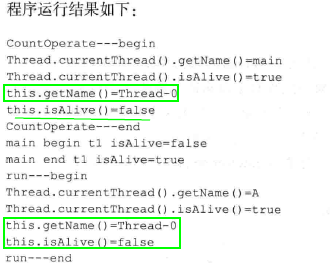 程序运行结果如下：
CountOperate---begin
Thread.currentThread().getName()=main
Thread.currentThread().isAlive()=true
this.getName()=Thread-0
this.isAlive()=false
CountOperate---end
main begin t1 isAlive=false
main end t1 isAlive=true
run---begin
Thread.currentThread().getName()=A
Thread.currentThread().isAlive()=true
this.getName()=Thread-0
this.isAlive()=false
run---end